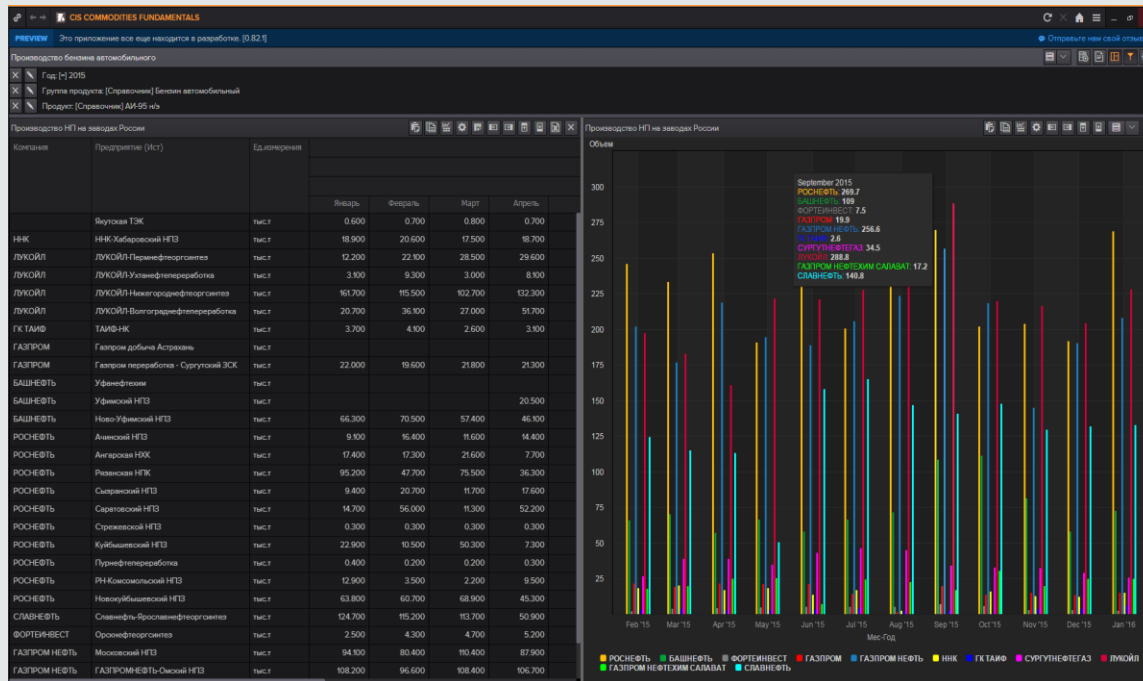 CIS COMMODITIES FUNDAMENTALS
PREVIEW Это приложение все еще находится в разработке. [0.82.1] Отправьте нам свой отзыв
Производство бензина автомобильного
Год: [=] 2015
Группа продукта: [Справочник] Бензин автомобильный
Продукт: [Справочник] АИ-95 н/э
Производство НП на заводах России
Компания Предприятие (Ист) Ед.измерения
Январь Февраль Март Апрель
Якутская ТЭК тыс.т 0.600 0.700 0.800 0.700
ННК ННК-Хабаровский НПЗ тыс.т 18.900 20.600 17.500 18.700
ЛУКОЙЛ ЛУКОЙЛ-Пермнефтеоргсинтез тыс.т 12.200 22.100 28.500 29.600
ЛУКОЙЛ ЛУКОЙЛ-Ухтанефтепереработка тыс.т 3.100 9.300 3.000 8.100
ЛУКОЙЛ ЛУКОЙЛ-Нижегороднефтеоргсинтез тыс.т 161.700 115.500 102.700 132.300
ЛУКОЙЛ ЛУКОЙЛ-Волгограднефтепереработка тыс.т 20.700 36.100 27.000 51.700
ГК ТАИФ ТАИФ-НК тыс.т 3.700 4.100 2.600 3.100
ГАЗПРОМ Газпром добыча Астрахань тыс.т
ГАЗПРОМ Газпром переработка - Сургутский ЗСК тыс.т 22.000 19.600 21.800 21.300
БАШНЕФТЬ Уфанефтехим тыс.т
БАШНЕФТЬ Уфимский НПЗ тыс.т 20.500
БАШНЕФТЬ Ново-Уфимский НПЗ тыс.т 66.300 70.500 57.400 46.100
РОСНЕФТЬ Ачинский НПЗ тыс.т 9.100 16.400 11.600 14.400
РОСНЕФТЬ Ангарская НХК тыс.т 17.400 17.300 21.600 7.700
РОСНЕФТЬ Рязанская НПК тыс.т 95.200 47.700 75.500 36.300
РОСНЕФТЬ Сызранский НПЗ тыс.т 9.400 20.700 11.700 17.600
РОСНЕФТЬ Саратовский НПЗ тыс.т 14.700 56.000 11.300 52.200
РОСНЕФТЬ Стрежевской НПЗ тыс.т 0.300 0.300 0.300 0.300
РОСНЕФТЬ Куйбышевский НПЗ тыс.т 22.900 10.500 50.300 7.300
РОСНЕФТЬ Пурнефтепереработка тыс.т 0.400 0.200 0.200 0.300
РОСНЕФТЬ РН-Комсомольский НПЗ тыс.т 12.900 3.500 2.200 9.500
РОСНЕФТЬ Новокуйбышевский НПЗ тыс.т 63.800 60.700 68.900 45.300
СЛАВНЕФТЬ Славнефть-Ярославнефтеоргсинтез тыс.т 124.700 115.200 113.700 50.900
ФОРТЕИНВЕСТ Орскнефтеоргсинтез тыс.т 2.500 4.300 4.700 5.200
ГАЗПРОМ НЕФТЬ Московский НПЗ тыс.т 94.100 80.400 110.400 87.900
ГАЗПРОМ НЕФТЬ ГАЗПРОМНЕФТЬ-Омский НПЗ тыс.т 108.200 96.600 108.400 106.700
Производство НП на заводах России
Объем
300
275
250
225
200
175
150
125
100
75
50
25
September 2015
РОСНЕФТЬ: 269.7
БАШНЕФТЬ: 109
ФОРТЕИНВЕСТ: 7.5
ГАЗПРОМ: 19.9
ГАЗПРОМ НЕФТЬ: 256.6
2.6
СУРГУТНЕФТЕГАЗ: 34.5
ЛУКОЙЛ: 288.8
ГАЗПРОМ НЕФТЕХИМ САЛАВАТ: 17.2
СЛАВНЕФТЬ: 140.8
Feb '15 Mar '15 Apr '15 May '15 Jun '15 Jul '15 Aug '15 Sep '15 Oct '15 Nov '15 Dec '15 Jan '16
Мес-Год
РОСНЕФТЬ БАШНЕФТЬ ФОРТЕИНВЕСТ ГАЗПРОМ ГАЗПРОМ НЕФТЬ ННК ГК ТАИФ СУРГУТНЕФТЕГАЗ ЛУКОЙЛ
ГАЗПРОМ НЕФТЕХИМ САЛАВАТ СЛАВНЕФТЬ